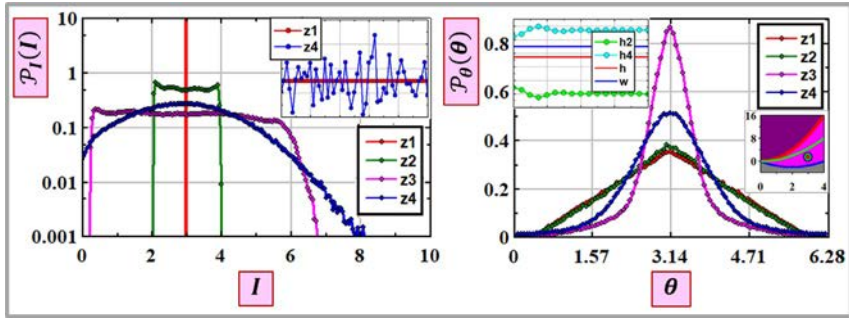 𝒫_I(I)
10
1
0.1
0.01
0.001
0 2 4 6 8 10
I
z1
z4
z1
z2
z3
z4
𝒫_θ(θ)
0.8
0.6
0.4
0.2
0
0 1.57 3.14 4.71 6.28
θ
h2
h4
h
w
z1
z2
z3
z4
16
8
0
0 2 4